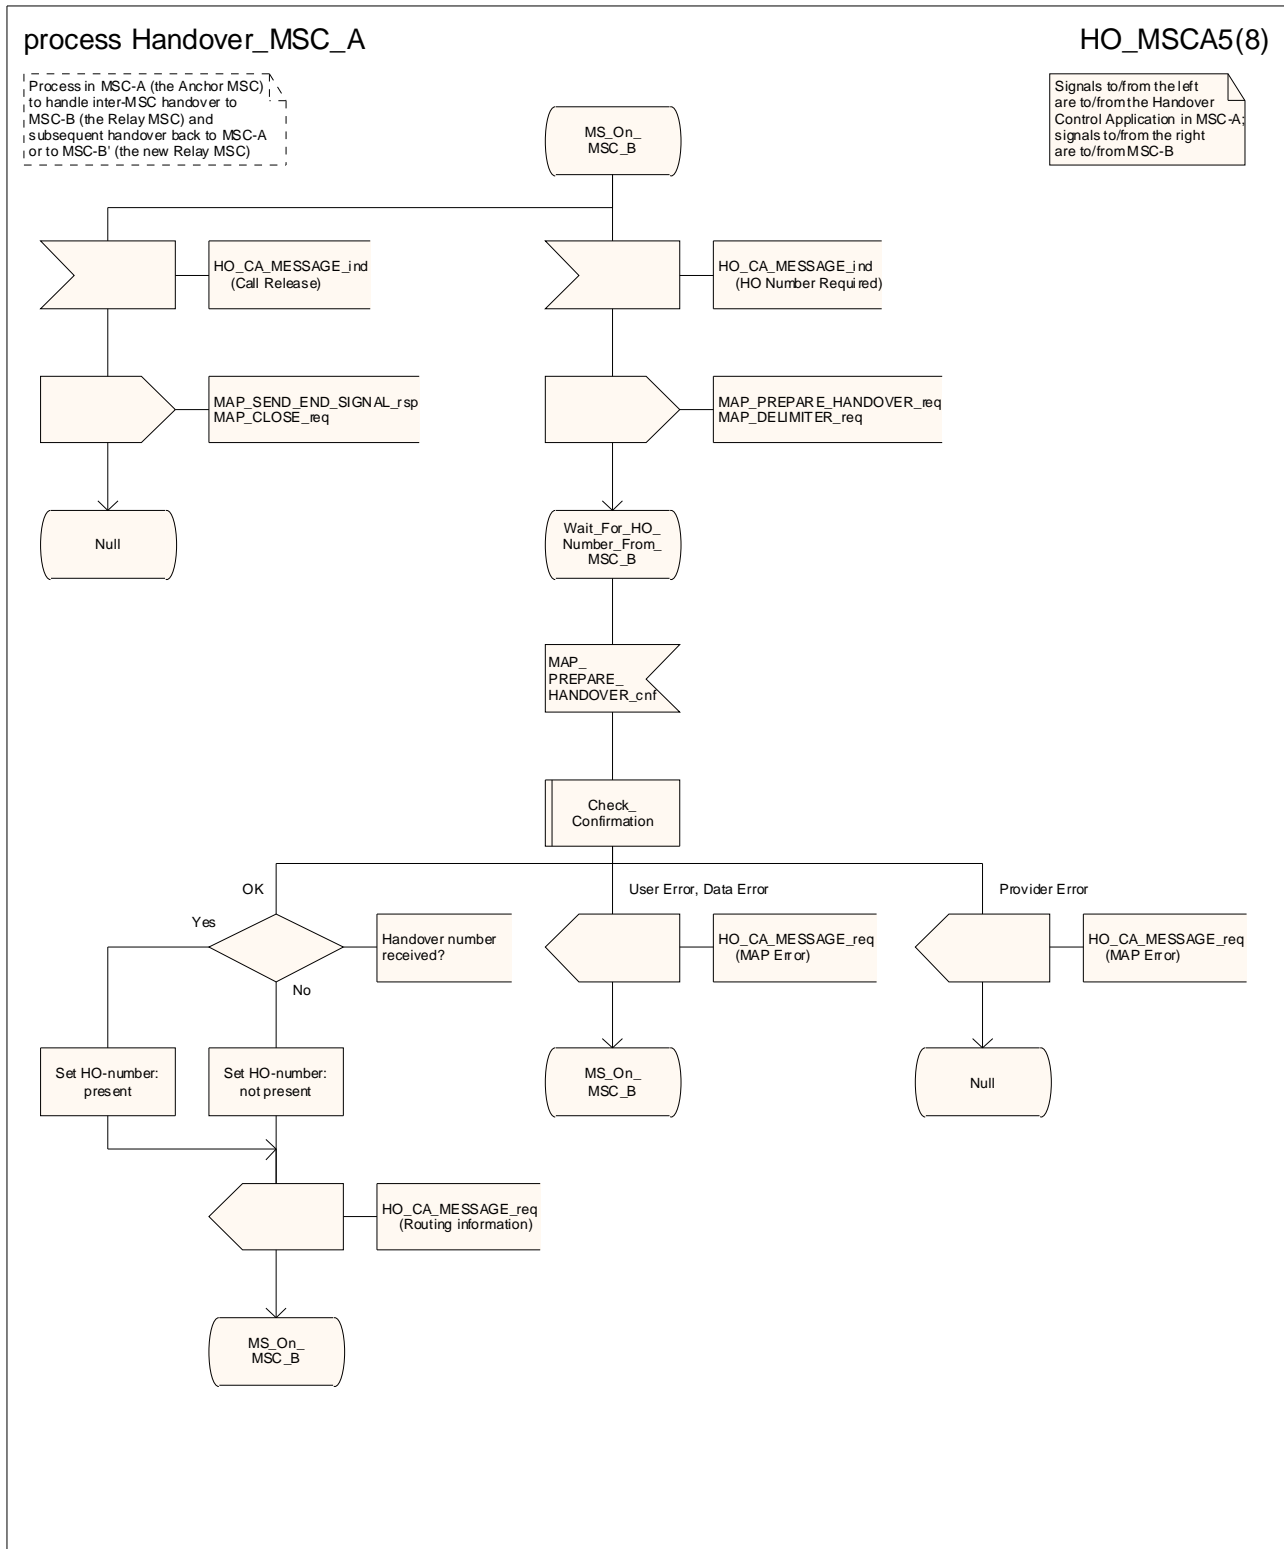 process Handover_MSC_A
HO_MSCA5(8)
Process in MSC-A (the Anchor MSC)
to handle inter-MSC handover to
MSC-B (the Relay MSC) and
subsequent handover back to MSC-A
or to MSC-B' (the new Relay MSC)
Signals to/from the left
are to/from the Handover
Control Application in MSC-A;
signals to/from the right
are to/from MSC-B
MS_On_
MSC_B
HO_CA_MESSAGE_ind
(Call Release)
HO_CA_MESSAGE_ind
(HO Number Required)
MAP_SEND_END_SIGNAL_rsp
MAP_CLOSE_req
MAP_PREPARE_HANDOVER_req
MAP_DELIMITER_req
Null
Wait_For_HO_
Number_From_
MSC_B
MAP_
PREPARE_
HANDOVER_cnf
Check_
Confirmation
OK
User Error, Data Error
Provider Error
Yes
Handover number
received?
No
HO_CA_MESSAGE_req
(MAP Error)
HO_CA_MESSAGE_req
(MAP Error)
Set HO-number:
present
Set HO-number:
not present
MS_On_
MSC_B
Null
HO_CA_MESSAGE_req
(Routing information)
MS_On_
MSC_B